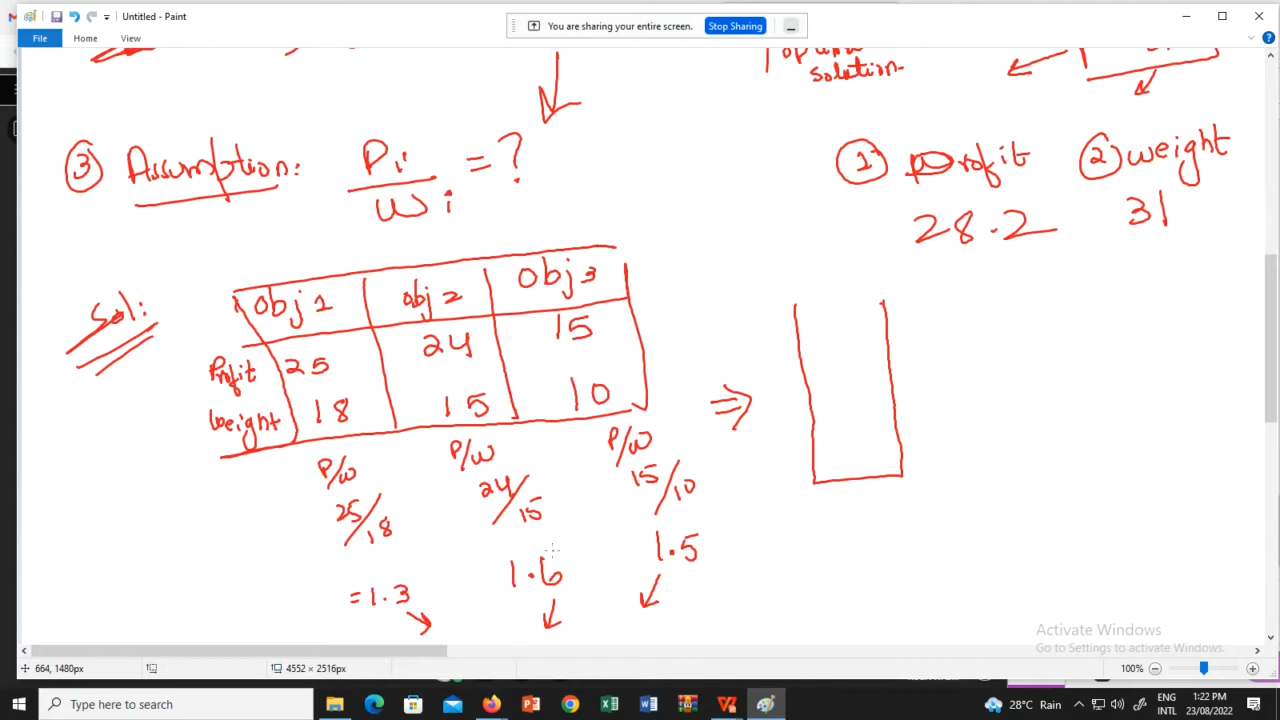 Untitled - Paint
You are sharing your entire screen.
Stop Sharing
File
Home
View
solution
③ Assumption: Pi/Wi = ?
① Profit
② weight
28.2
31
Sol:
Obj 1
obj 2
Obj 3
Profit 25 24 15
Weight 18 15 10
P/W
P/W
P/W
25/18
24/15
15/10
= 1.3
1.6
1.5
Activate Windows
Go to Settings to activate Windows.
664, 1480px
4552 × 2516px
100%
Type here to search
28°C Rain
ENG
INTL
1:22 PM
23/08/2022